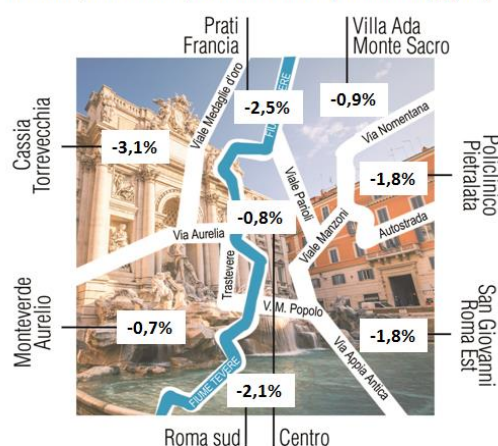 Prati
Francia
Villa Ada
Monte Sacro
-2,5%
-0,9%
Viale Medaglie d'oro
FIUME TEVERE
Via Nomentana
Cassia
Torrevecchia
-3,1%
Viale Parioli
-1,8%
Policlinico
Pietralata
-0,8%
Viale Manzoni
Autostrada
Via Aurelia
Trastevere
V. M. Popolo
Monteverde
Aurelio
-0,7%
-1,8%
San Giovanni
Roma Est
Via Appia Antica
FIUME TEVERE
-2,1%
Roma sud
Centro